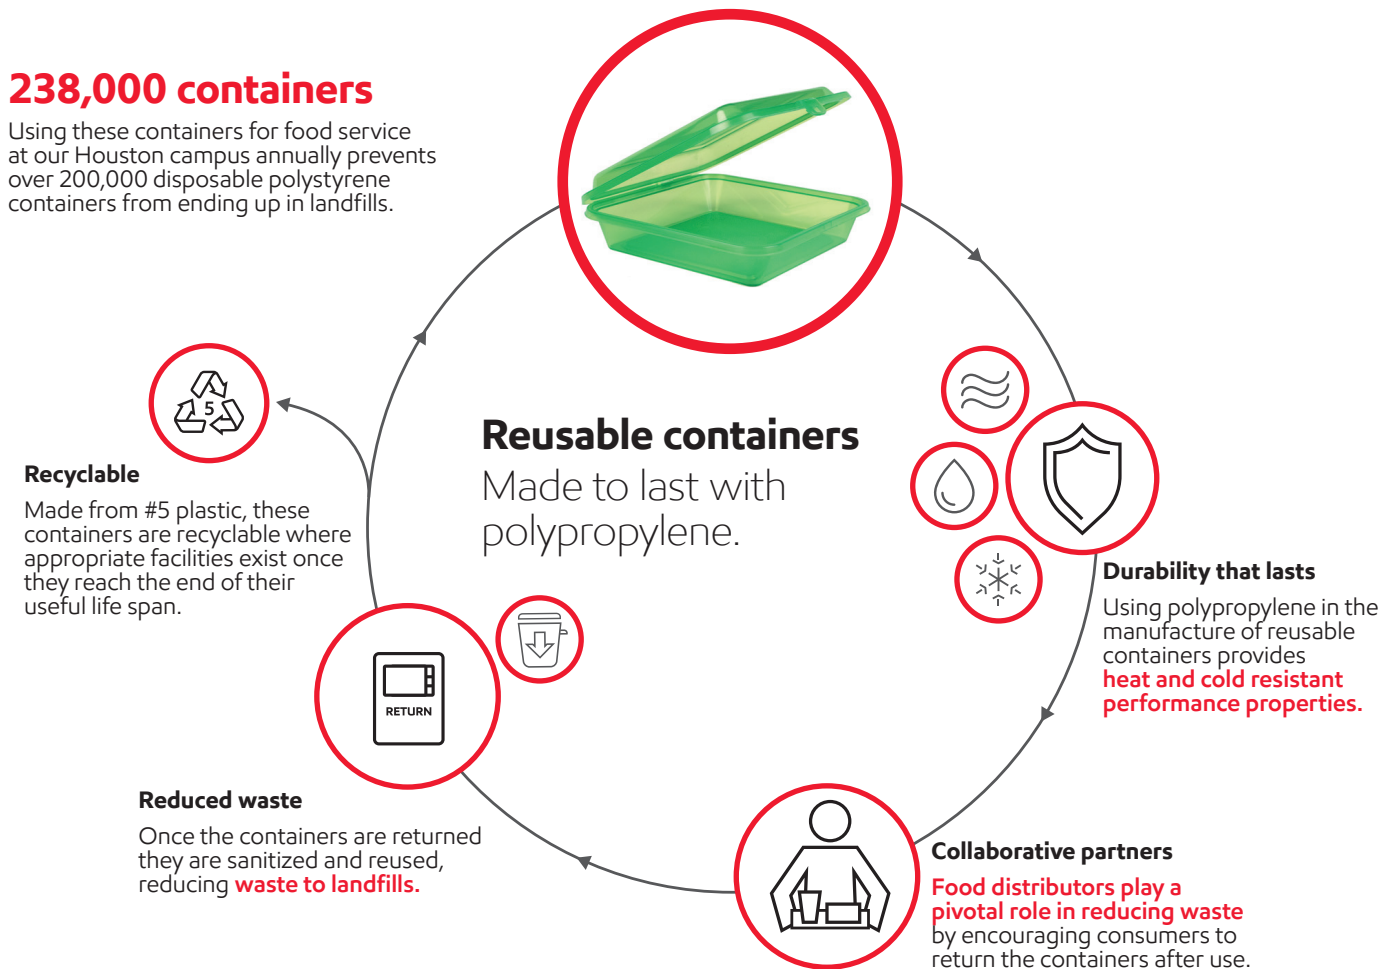 238,000 containers
Using these containers for food service
at our Houston campus annually prevents
over 200,000 disposable polystyrene
containers from ending up in landfills.
Reusable containers
Made to last with
polypropylene.
5
Recyclable
Made from #5 plastic, these
containers are recyclable where
appropriate facilities exist once
they reach the end of their
useful life span.
Durability that lasts
Using polypropylene in the
manufacture of reusable
containers provides
heat and cold resistant
performance properties.
RETURN
Reduced waste
Once the containers are returned
they are sanitized and reused,
reducing waste to landfills.
Collaborative partners
Food distributors play a
pivotal role in reducing waste
by encouraging consumers to
return the containers after use.